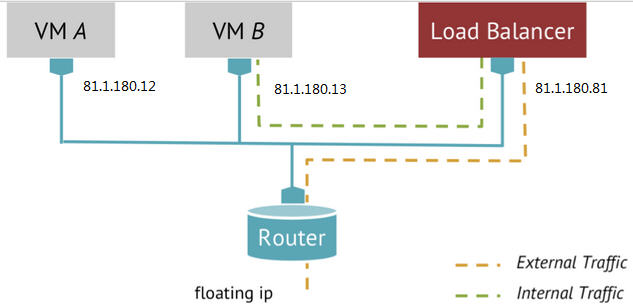 VM A
VM B
Load Balancer
81.1.180.12
81.1.180.13
81.1.180.81
Router
floating ip
External Traffic
Internal Traffic